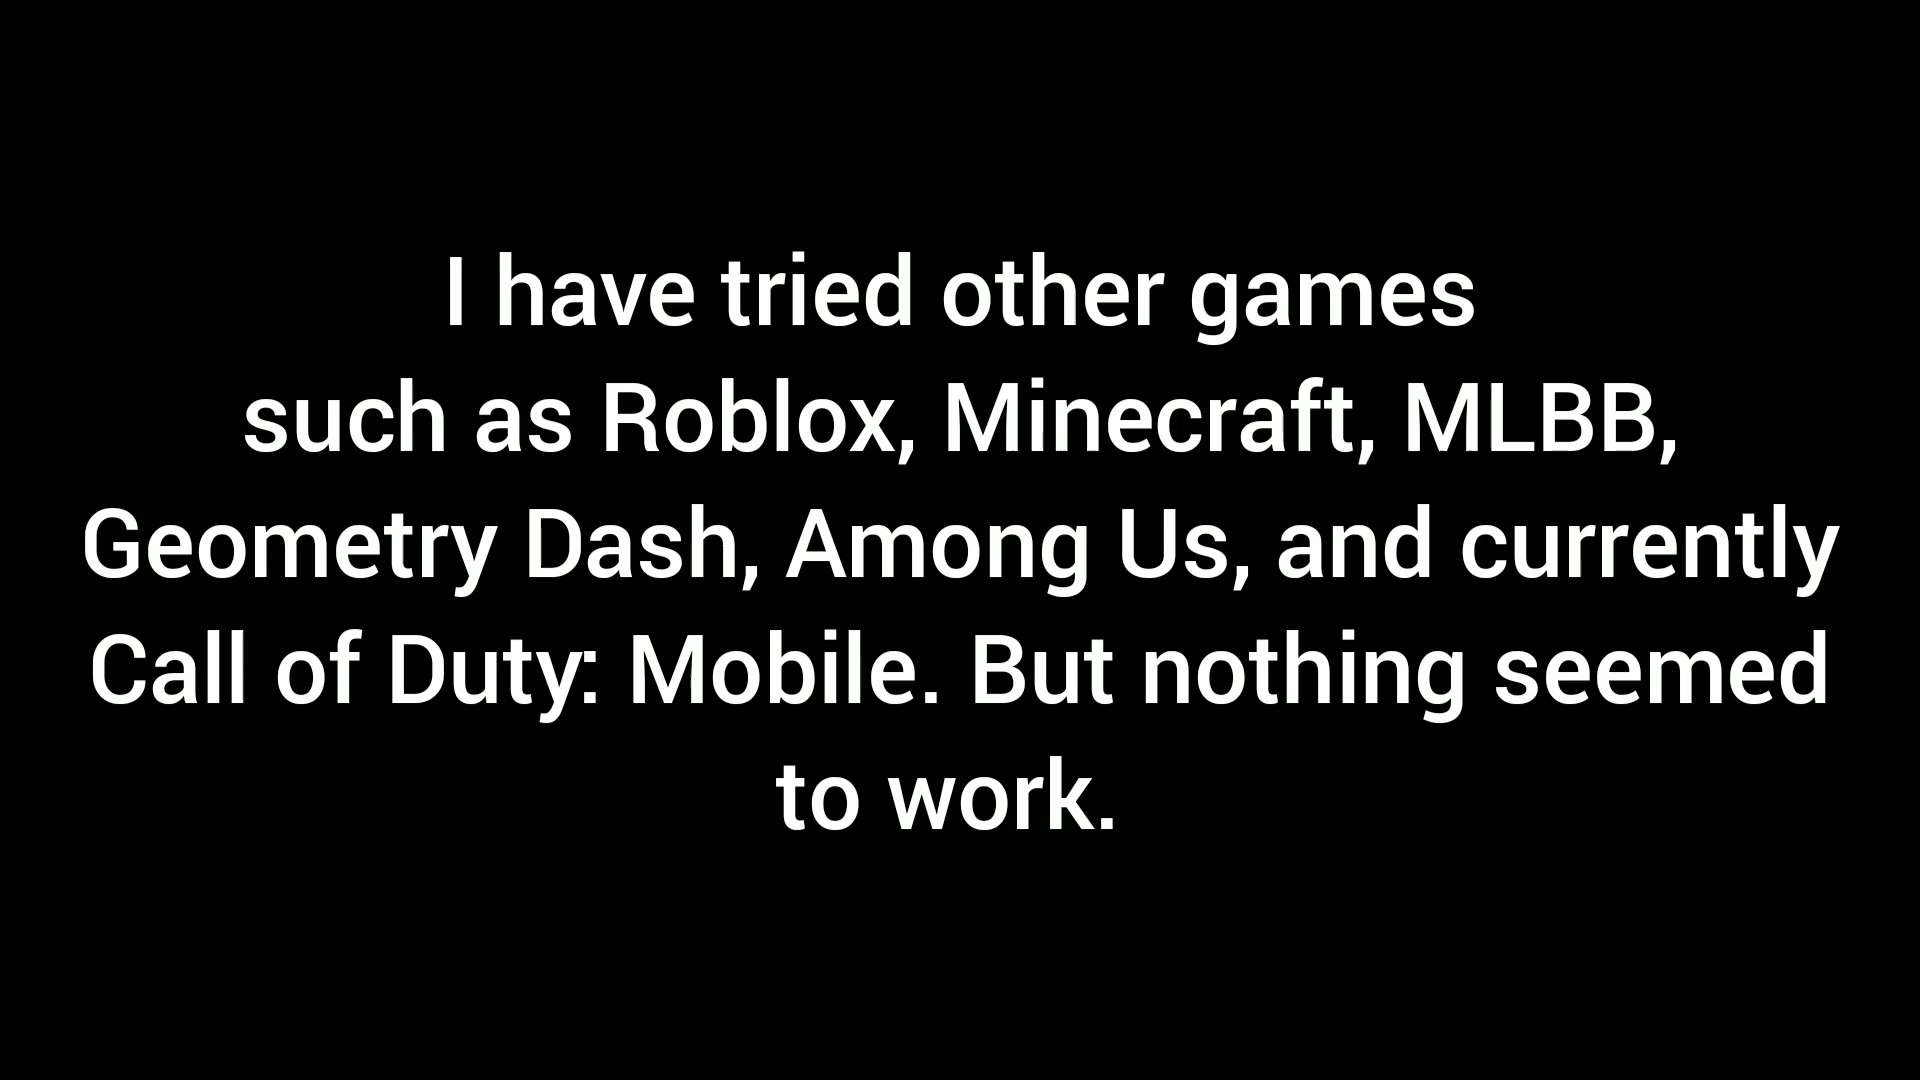 I have tried other games
such as Roblox, Minecraft, MLBB,
Geometry Dash, Among Us, and currently
Call of Duty: Mobile. But nothing seemed
to work.